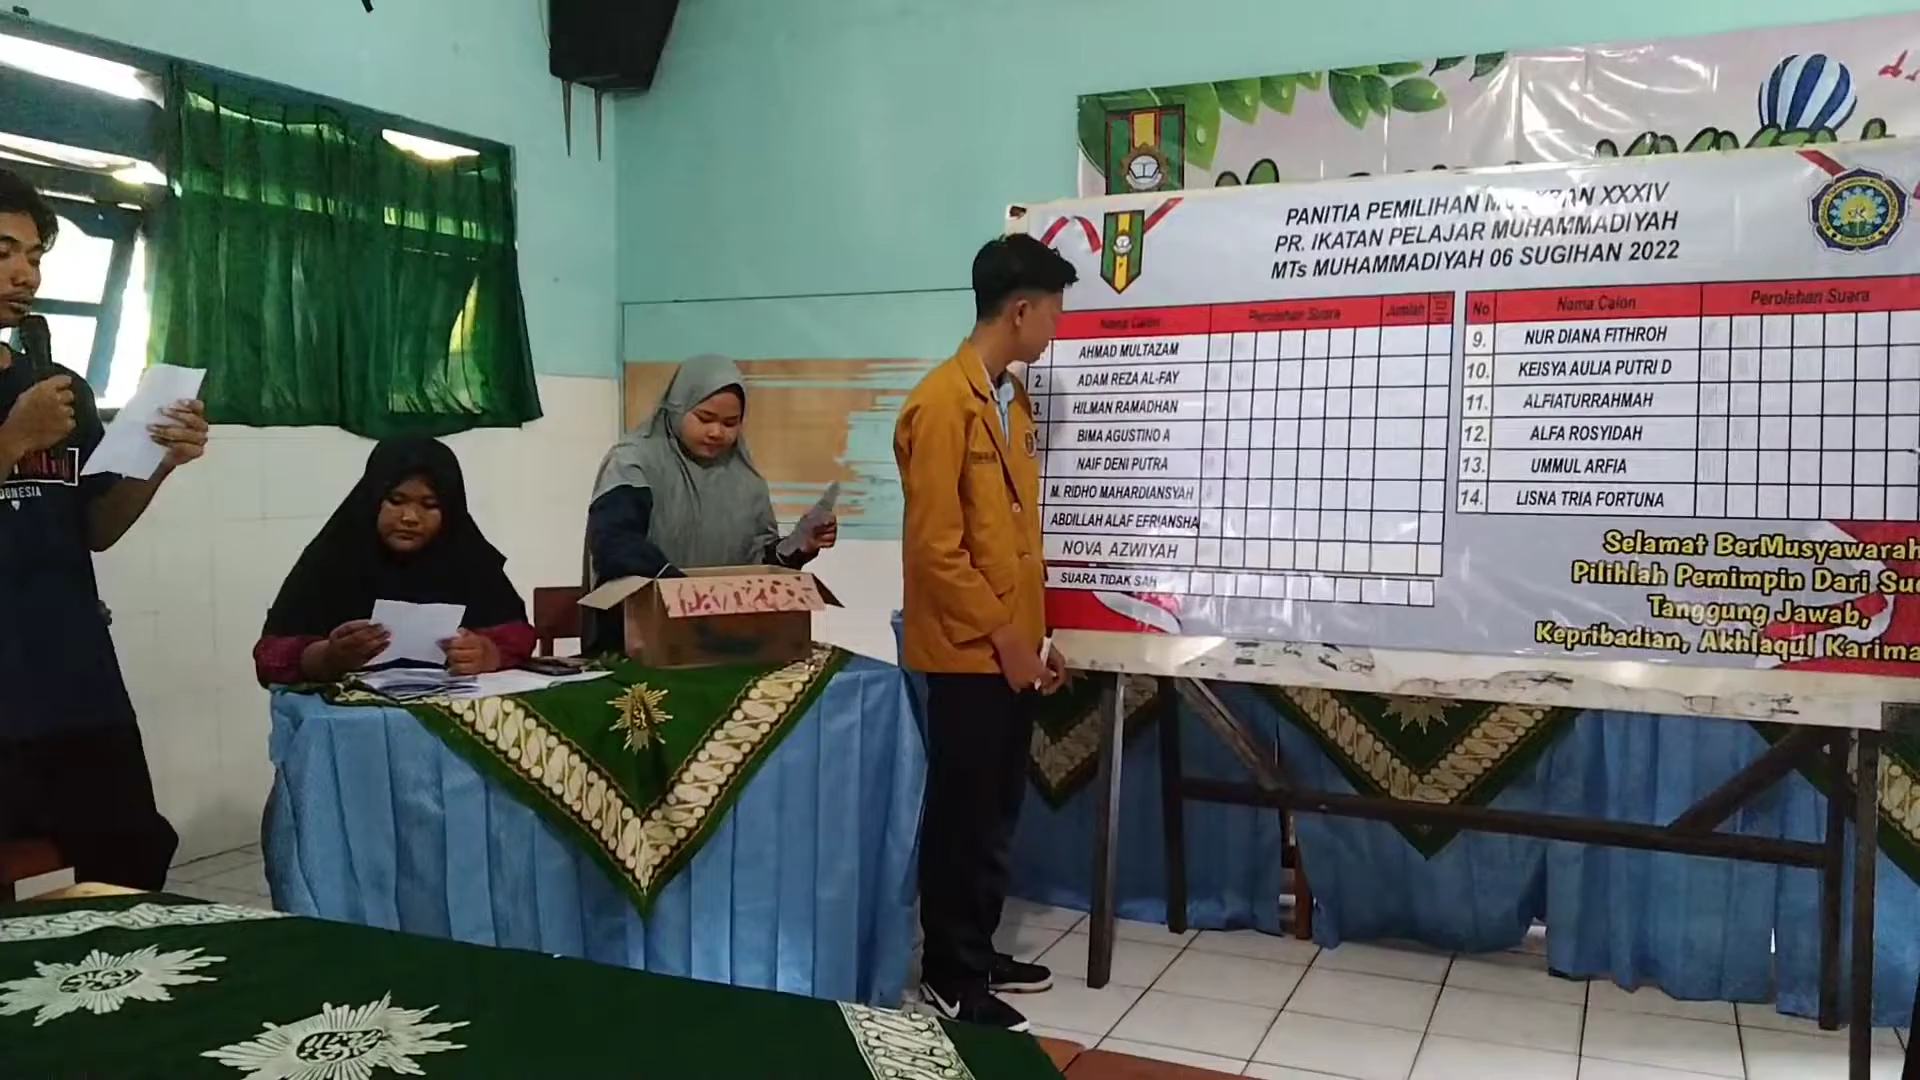 PANITIA PEMILIHAN XXXIV
PR. IKATAN PELAJAR MUHAMMADIYAH
MTs MUHAMMADIYAH 06 SUGIHAN 2022
Nama Calon Perolehan Suara Jumlah
AHMAD MULTAZAM
2. ADAM REZA AL-FAY
3. HILMAN RAMADHAN
BIMA AGUSTINO A
NAIF DENI PUTRA
M. RIDHO MAHARDIANSYAH
ABDILLAH ALAF EFRIANSHA
NOVA AZWIYAH
SUARA TIDAK SAH
No Nama Calon Perolehan Suara
9. NUR DIANA FITHROH
10. KEISYA AULIA PUTRI D
11. ALFIATURRAHMAH
12. ALFA ROSYIDAH
13. UMMUL ARFIA
14. LISNA TRIA FORTUNA
Selamat BerMusyawarah
Pilihlah Pemimpin Dari
Tanggung Jawab,
Kepribadian, Akhlaqul Karima